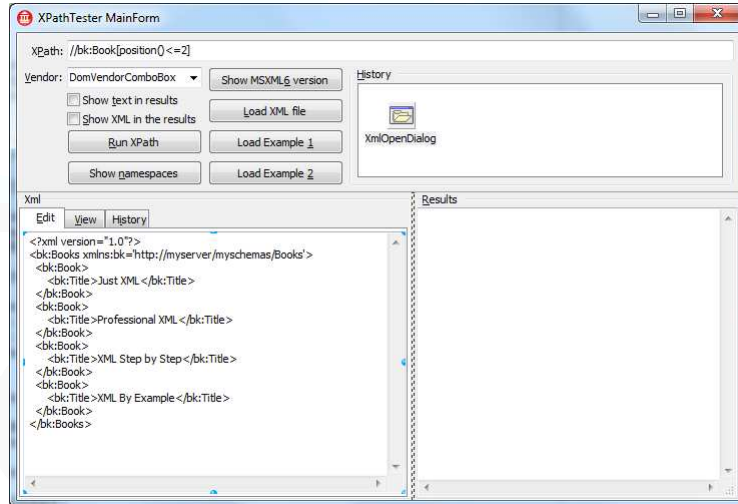 XPathTester MainForm
XPath: //bk:Book[position()<=2]
Vendor: DomVendorComboBox
Show MSXML6 version
History
Show text in results
Show XML in the results
Load XML file
XmlOpenDialog
Run XPath
Load Example 1
Show namespaces
Load Example 2
Xml
Results
Edit View History
<?xml version="1.0"?>
<bk:Books xmlns:bk='http://myserver/myschemas/Books'>
<bk:Book>
<bk:Title>Just XML</bk:Title>
</bk:Book>
<bk:Book>
<bk:Title>Professional XML</bk:Title>
</bk:Book>
<bk:Book>
<bk:Title>XML Step by Step</bk:Title>
</bk:Book>
<bk:Book>
<bk:Title>XML By Example</bk:Title>
</bk:Book>
</bk:Books>